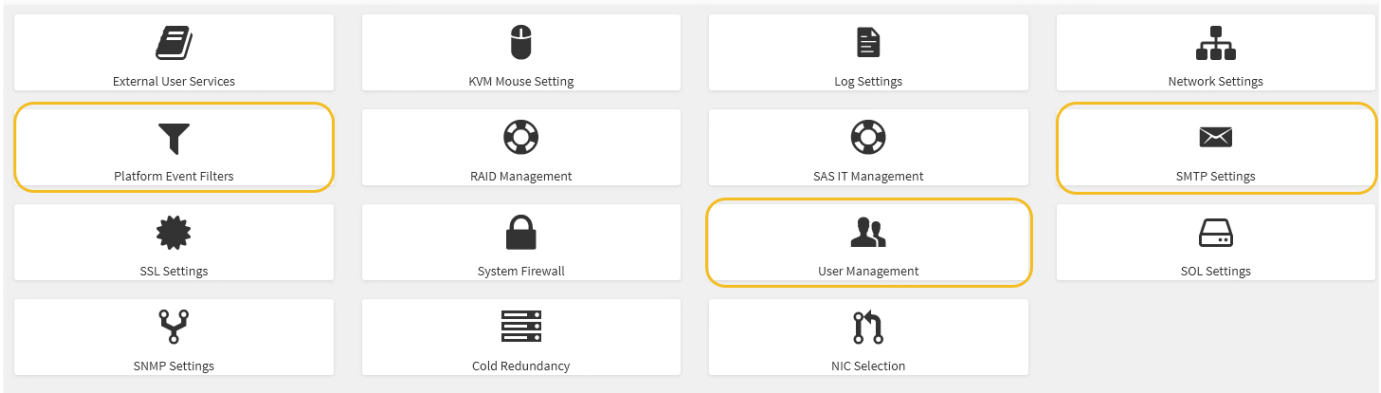 External User Services
KVM Mouse Setting
Log Settings
Network Settings
Platform Event Filters
RAID Management
SAS IT Management
SMTP Settings
SSL Settings
System Firewall
User Management
SOL Settings
SNMP Settings
Cold Redundancy
NIC Selection